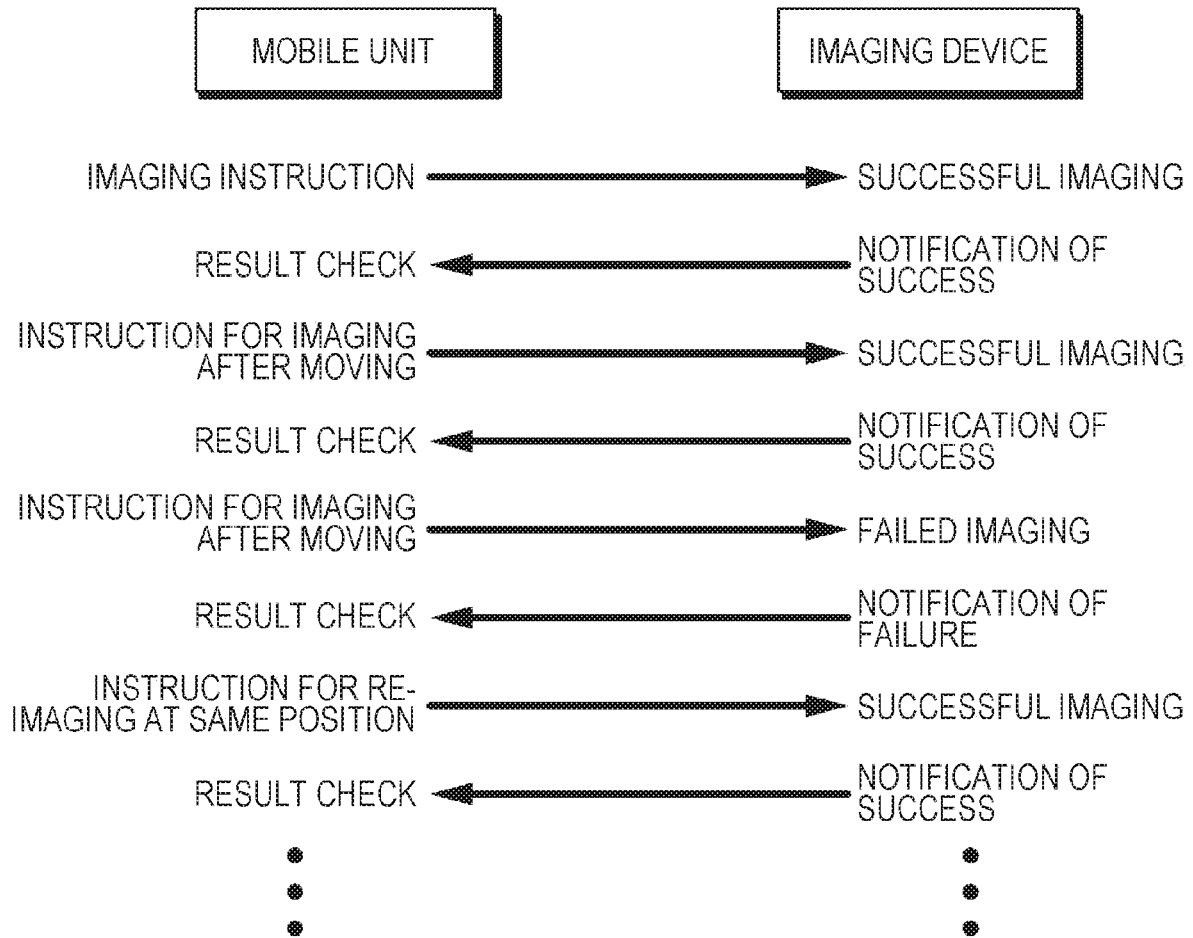 MOBILE UNIT
IMAGING DEVICE
IMAGING INSTRUCTION
SUCCESSFUL IMAGING
RESULT CHECK
NOTIFICATION OF
SUCCESS
INSTRUCTION FOR IMAGING
AFTER MOVING
SUCCESSFUL IMAGING
RESULT CHECK
NOTIFICATION OF
SUCCESS
INSTRUCTION FOR IMAGING
AFTER MOVING
FAILED IMAGING
RESULT CHECK
NOTIFICATION OF
FAILURE
INSTRUCTION FOR RE-
IMAGING AT SAME POSITION
SUCCESSFUL IMAGING
RESULT CHECK
NOTIFICATION OF
SUCCESS